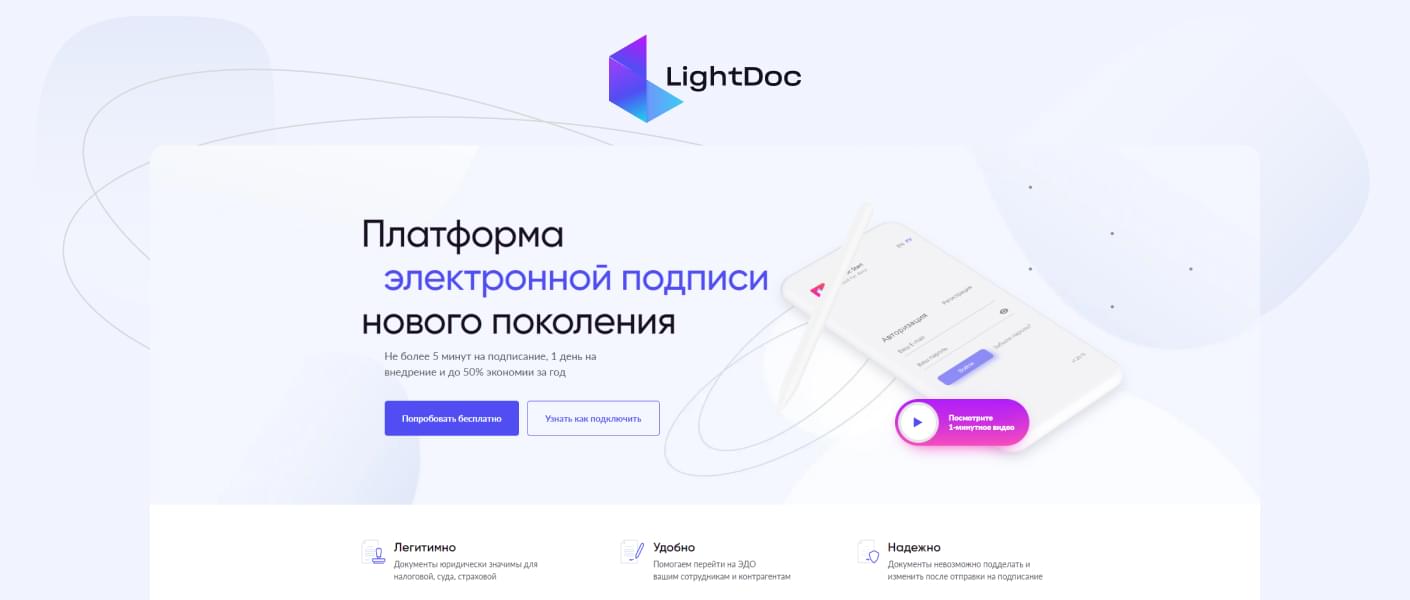 LightDoc
Платформа
электронной подписи
нового поколения
Не более 5 минут на подписание, 1 день на
внедрение и до 50% экономии за год
Попробовать бесплатно
Узнать как подключить
EN РУ
Start
Регистрация
Авторизация
Ваш E-mail
Ваш пароль
Забыли пароль?
Войти
Посмотрите
1-минутное видео
Легитимно
Документы юридически значимы для
налоговой, суда, страховой
Удобно
Помогаем перейти на ЭДО
вашим сотрудникам и контрагентам
Надежно
Документы невозможно подделать и
изменить после отправки на подписание